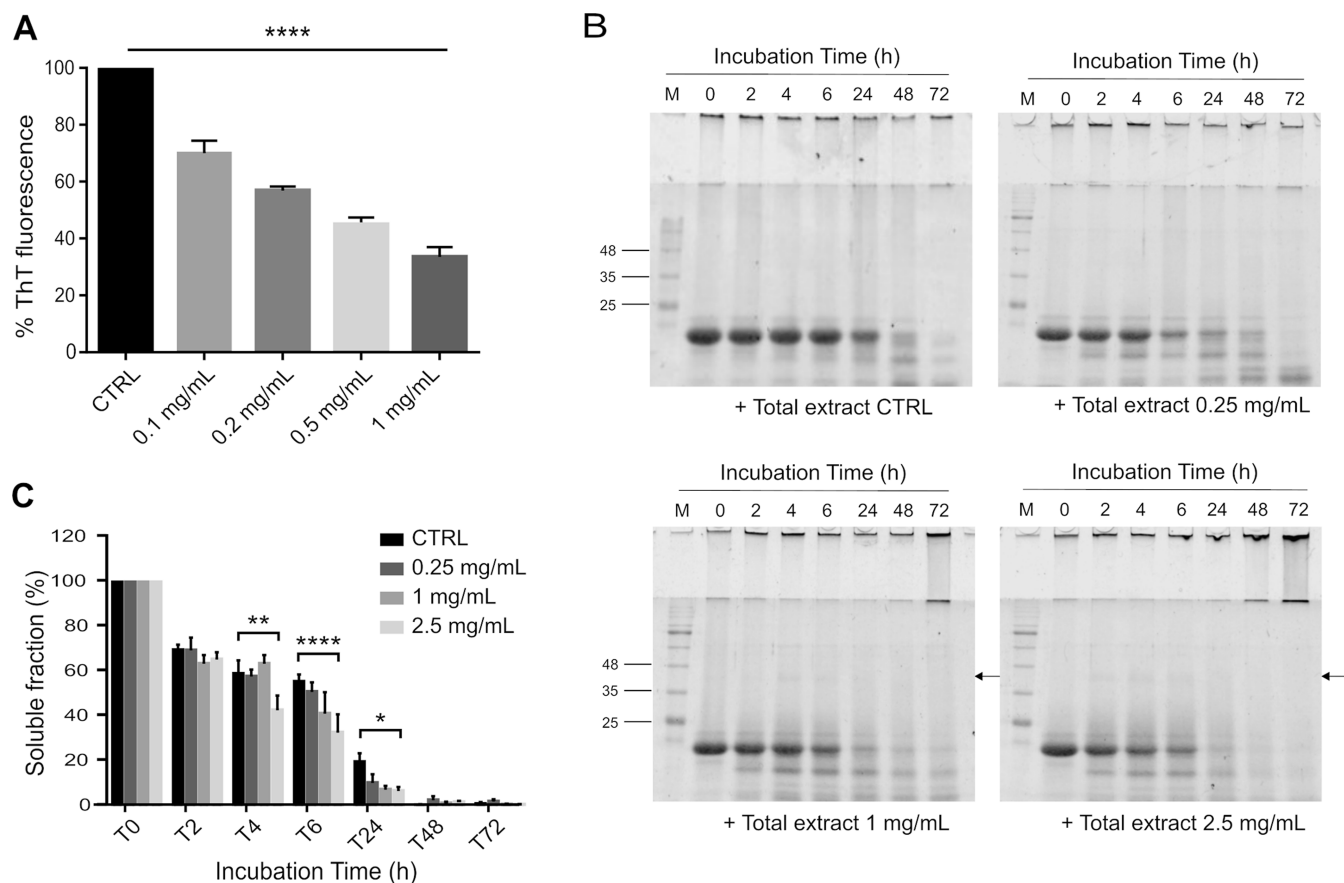 A
****
% ThT fluorescence
100
80
60
40
20
0
CTRL
0.1 mg/mL
0.2 mg/mL
0.5 mg/mL
1 mg/mL
B
Incubation Time (h)
M 0 2 4 6 24 48 72
48
35
25
+ Total extract CTRL
Incubation Time (h)
M 0 2 4 6 24 48 72
+ Total extract 0.25 mg/mL
Incubation Time (h)
M 0 2 4 6 24 48 72
48
35
25
+ Total extract 1 mg/mL
Incubation Time (h)
M 0 2 4 6 24 48 72
+ Total extract 2.5 mg/mL
C
Soluble fraction (%)
120
100
80
60
40
20
0
CTRL
0.25 mg/mL
1 mg/mL
2.5 mg/mL
**
****
*
T0
T2
T4
T6
T24
T48
T72
Incubation Time (h)